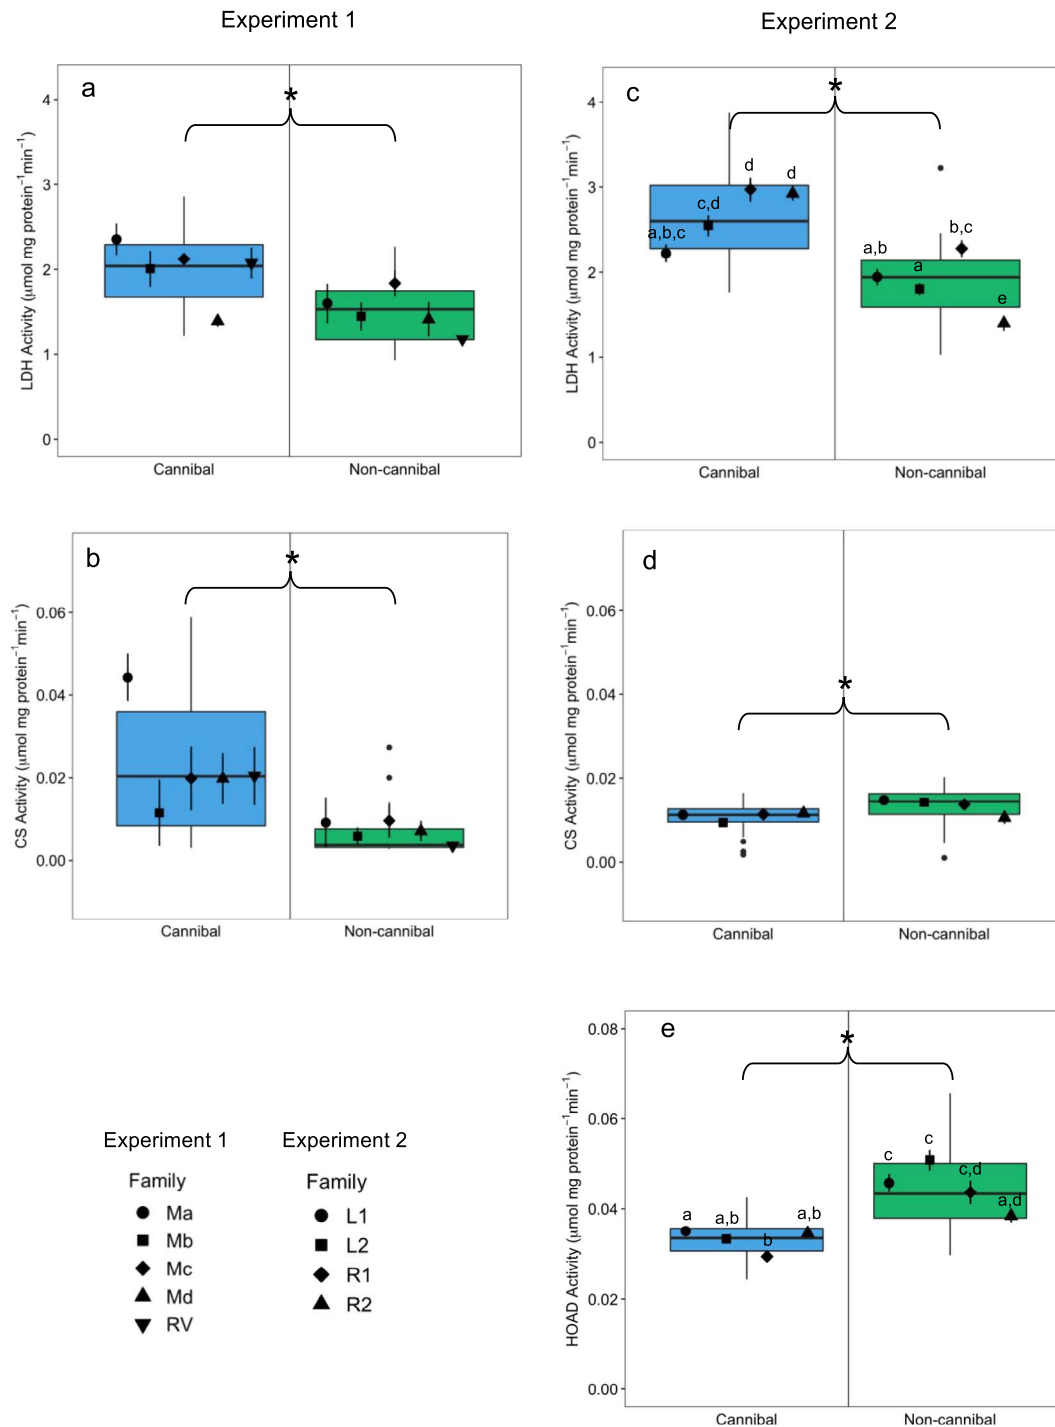 Experiment 1
Experiment 2
a
*
LDH Activity (μmol mg protein⁻¹min⁻¹)
4
3
2
1
0
Cannibal
Non-cannibal
c
*
LDH Activity (μmol mg protein⁻¹min⁻¹)
4
3
2
1
0
a,b,c
c,d
d
d
a,b
a
b,c
e
Cannibal
Non-cannibal
b
*
CS Activity (μmol mg protein⁻¹min⁻¹)
0.06
0.04
0.02
0.00
Cannibal
Non-cannibal
d
*
CS Activity (μmol mg protein⁻¹min⁻¹)
0.06
0.04
0.02
0.00
Cannibal
Non-cannibal
e
*
HOAD Activity (μmol mg protein⁻¹min⁻¹)
0.08
0.06
0.04
0.02
0.00
a
a,b
b
a,b
c
c
c,d
a,d
Cannibal
Non-cannibal
Experiment 1
Family
Ma
Mb
Mc
Md
RV
Experiment 2
Family
L1
L2
R1
R2